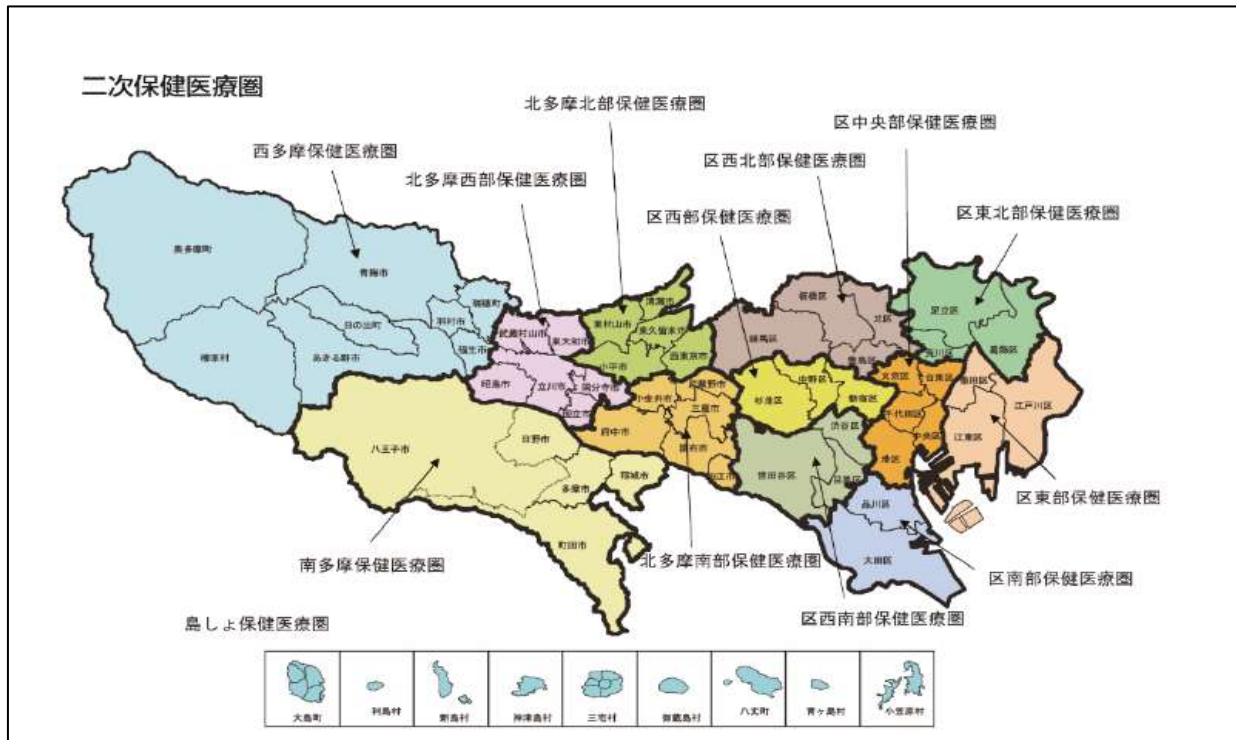 二次保健医療圏
北多摩北部保健医療圏
区中央部保健医療圏
西多摩保健医療圏
区西北部保健医療圏
北多摩西部保健医療圏
区西部保健医療圏
区東北部保健医療圏
奥多摩町
青梅市
瑞穂町
羽村市
日の出町
福生市
あきる野市
檜原村
武蔵村山市
東大和市
昭島市
立川市
国分寺市
国立市
清瀬市
東村山市
東久留米市
西東京市
小平市
板橋区
北区
練馬区
豊島区
足立区
荒川区
葛飾区
杉並区
中野区
新宿区
文京区
台東区
千代田区
中央区
港区
墨田区
江戸川区
江東区
小金井市
武蔵野市
三鷹市
府中市
調布市
狛江市
渋谷区
世田谷区
目黒区
品川区
大田区
八王子市
日野市
多摩市
稲城市
町田市
区東部保健医療圏
南多摩保健医療圏
北多摩南部保健医療圏
区南部保健医療圏
区西南部保健医療圏
島しょ保健医療圏
大島町
利島村
新島村
神津島村
三宅村
御蔵島村
八丈町
青ヶ島村
小笠原村